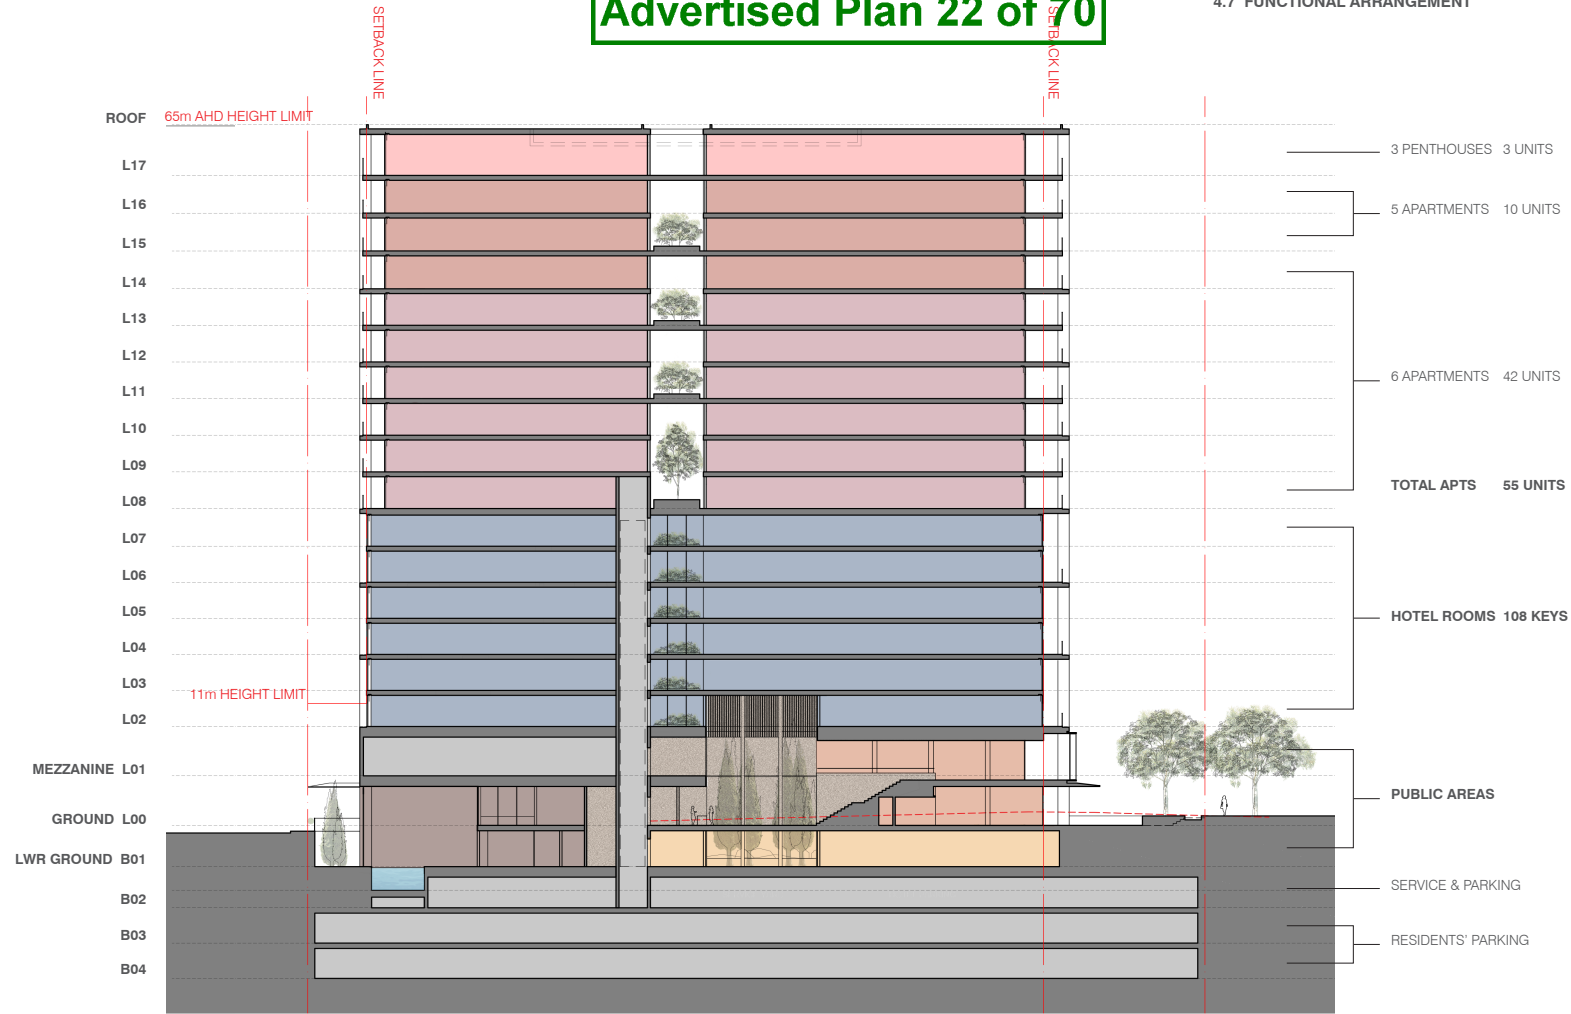 Advertised Plan 22 of 70
4.7 FUNCTIONAL ARRANGEMENT
SETBACK LINE
SETBACK LINE
ROOF
65m AHD HEIGHT LIMIT
L17
3 PENTHOUSES 3 UNITS
L16
5 APARTMENTS 10 UNITS
L15
L14
L13
L12
L11
6 APARTMENTS 42 UNITS
L10
L09
L08
TOTAL APTS 55 UNITS
L07
L06
L05
HOTEL ROOMS 108 KEYS
L04
L03
11m HEIGHT LIMIT
L02
MEZZANINE L01
PUBLIC AREAS
GROUND L00
LWR GROUND B01
SERVICE & PARKING
B02
B03
RESIDENTS' PARKING
B04